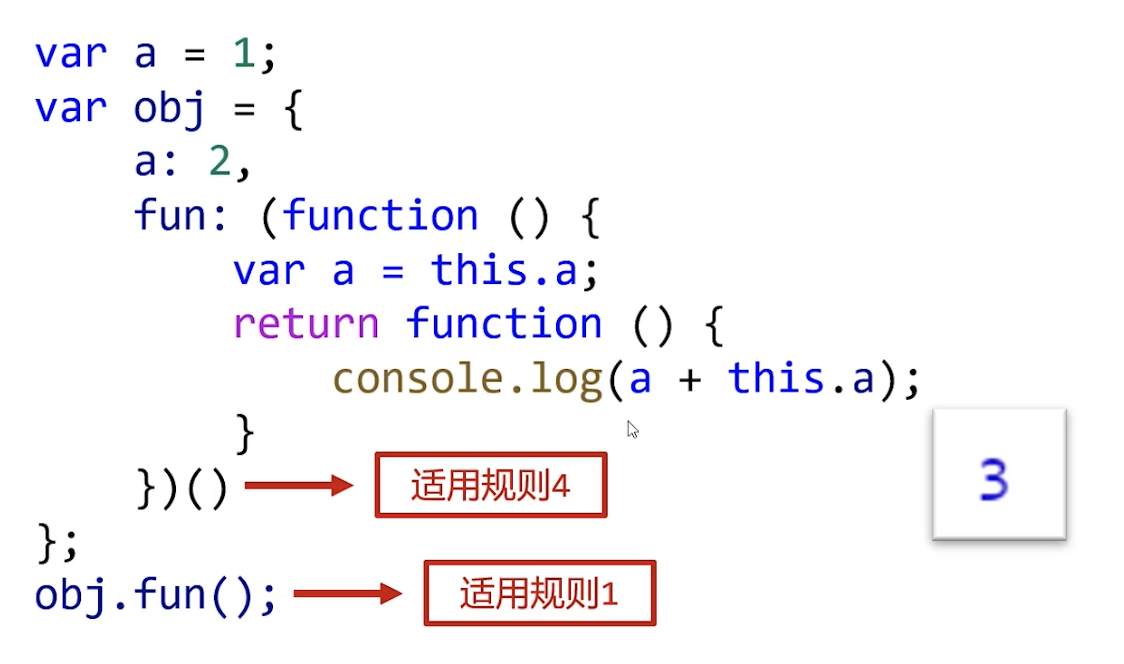 var a = 1;
var obj = {
    a: 2,
    fun: (function () {
        var a = this.a;
        return function () {
            console.log(a + this.a);
        }
    })() 适用规则4
3
};
obj.fun(); 适用规则1